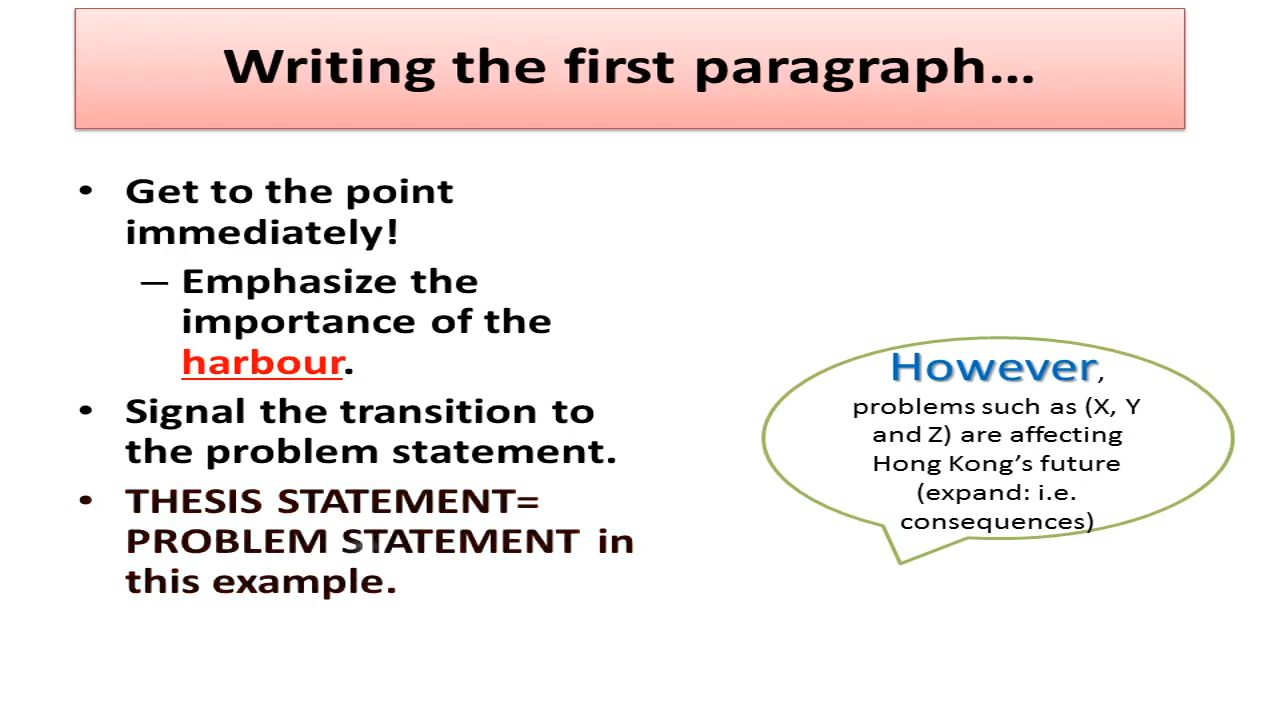 Writing the first paragraph...
• Get to the point
immediately!
– Emphasize the
importance of the
harbour.
• Signal the transition to
the problem statement.
• THESIS STATEMENT=
PROBLEM STATEMENT in
this example.
However,
problems such as (X, Y
and Z) are affecting
Hong Kong's future
(expand: i.e.
consequences)